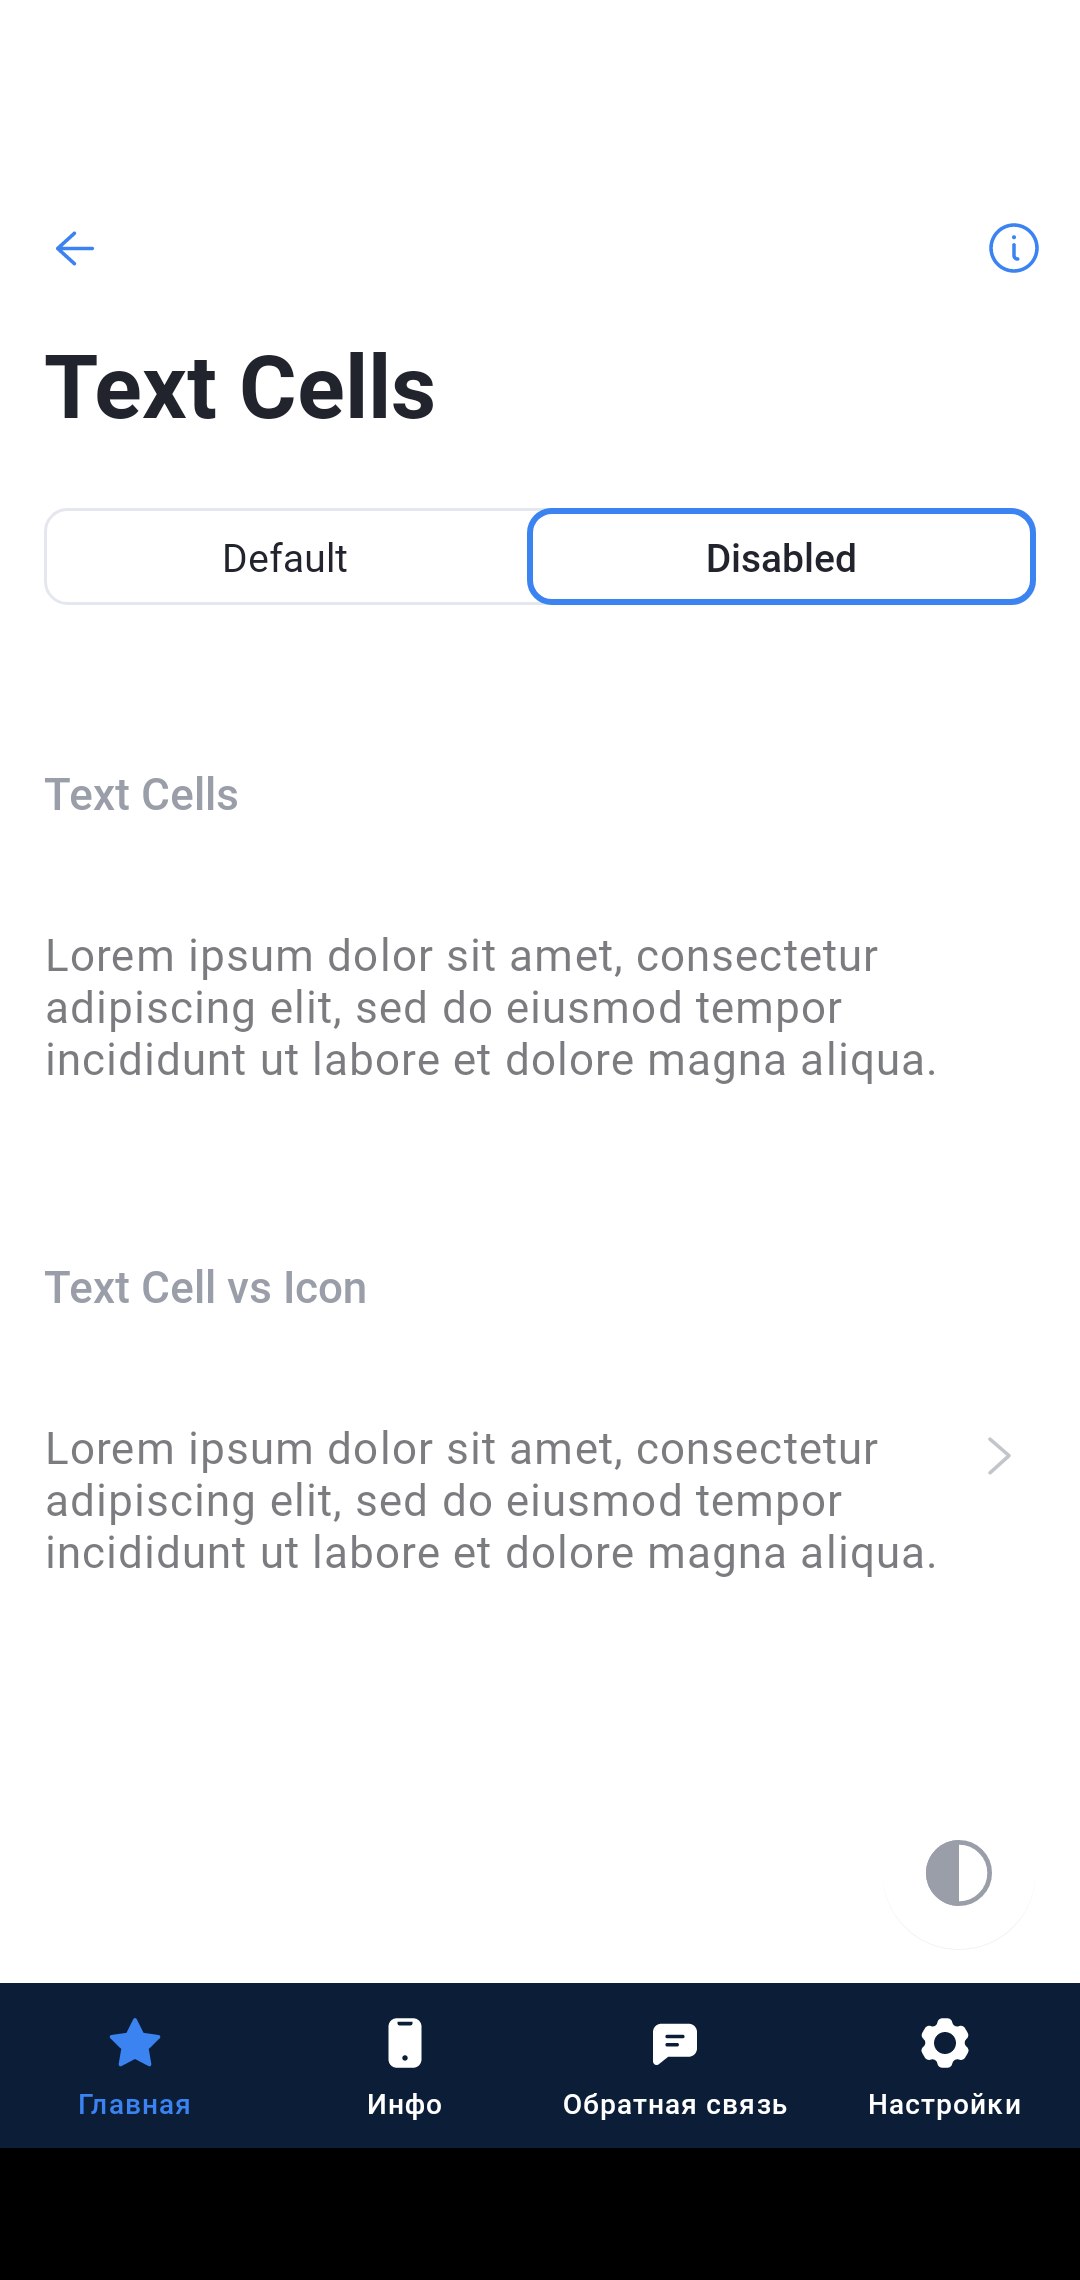 Text Cells
Default
Disabled
Text Cells
Lorem ipsum dolor sit amet, consectetur
adipiscing elit, sed do eiusmod tempor
incididunt ut labore et dolore magna aliqua.
Text Cell vs Icon
Lorem ipsum dolor sit amet, consectetur
adipiscing elit, sed do eiusmod tempor
incididunt ut labore et dolore magna aliqua.
Главная
Инфо
Обратная связь
Настройки